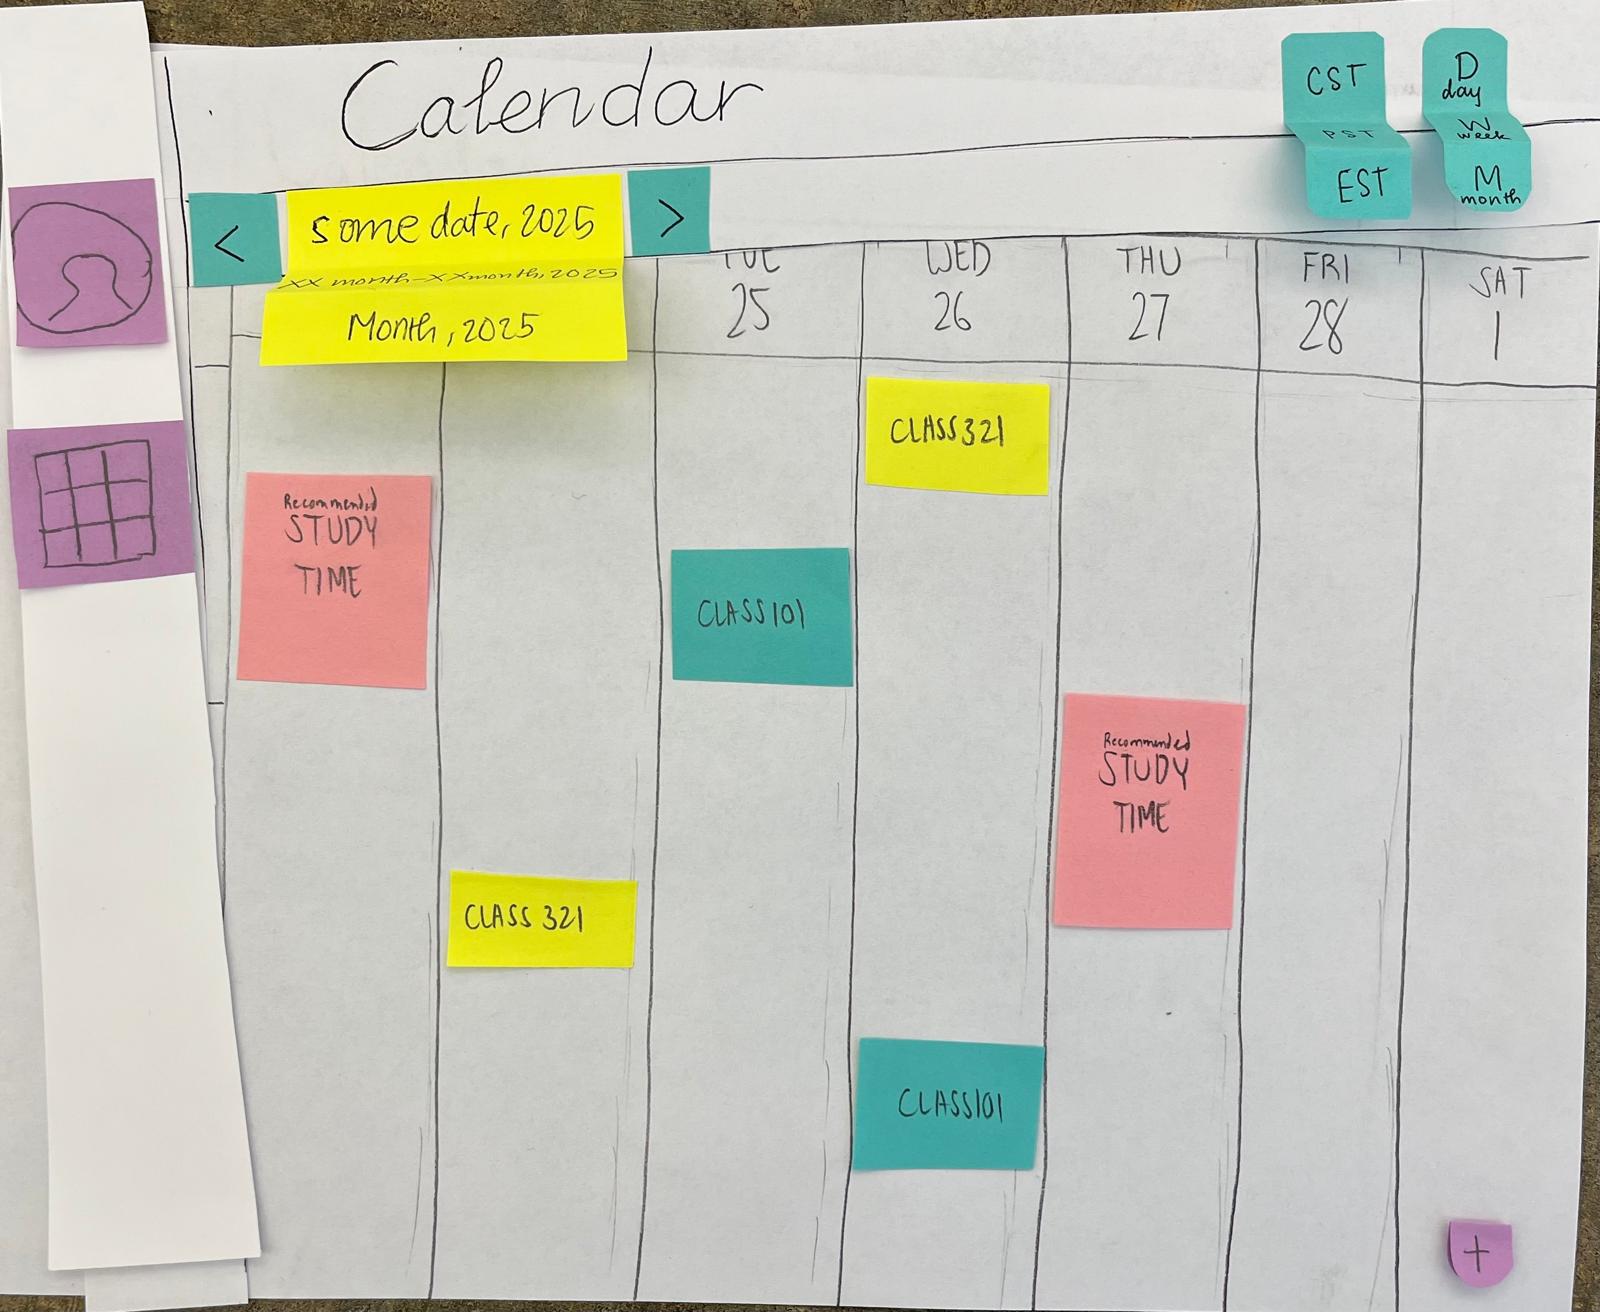 Calendar
CST
PST
EST
D
day
W
week
M
month
<
some date, 2025
>
XX month-XX month, 2025
Month, 2025
TUE
25
WED
26
THU
27
FRI
28
SAT
1
CLASS 321
Recommended
STUDY
TIME
CLASS 101
Recommended
STUDY
TIME
CLASS 321
CLASS 101
+